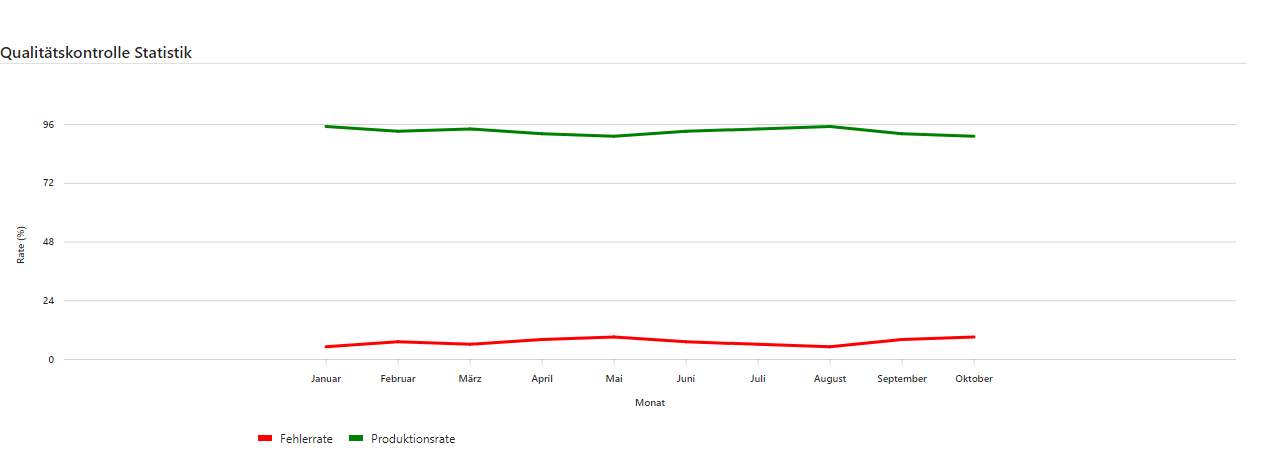 Qualitätskontrolle Statistik
96
72
48
24
0
Rate (%)
Januar Februar März April Mai Juni Juli August September Oktober
Monat
Fehlerrate Produktionsrate